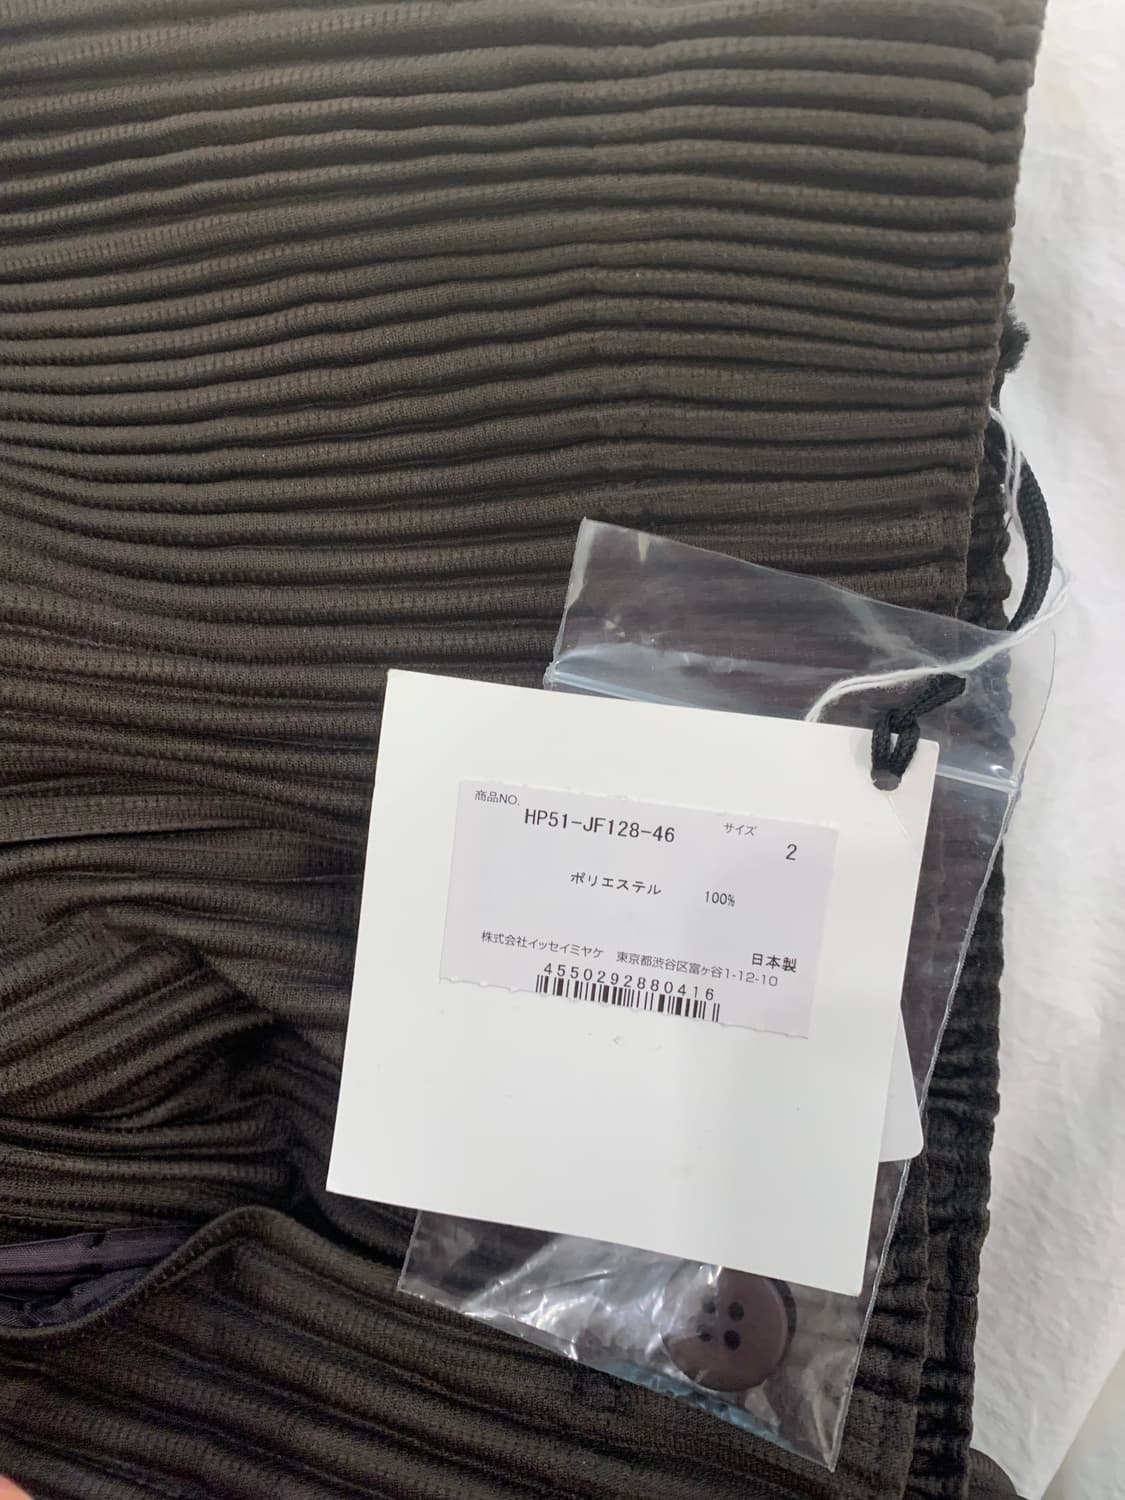 商品NO.
HP51-JF128-46 サイズ
2
ポリエステル 100%
日本製
株式会社イッセイミヤケ 東京都渋谷区富ヶ谷1-12-10
4550292880416